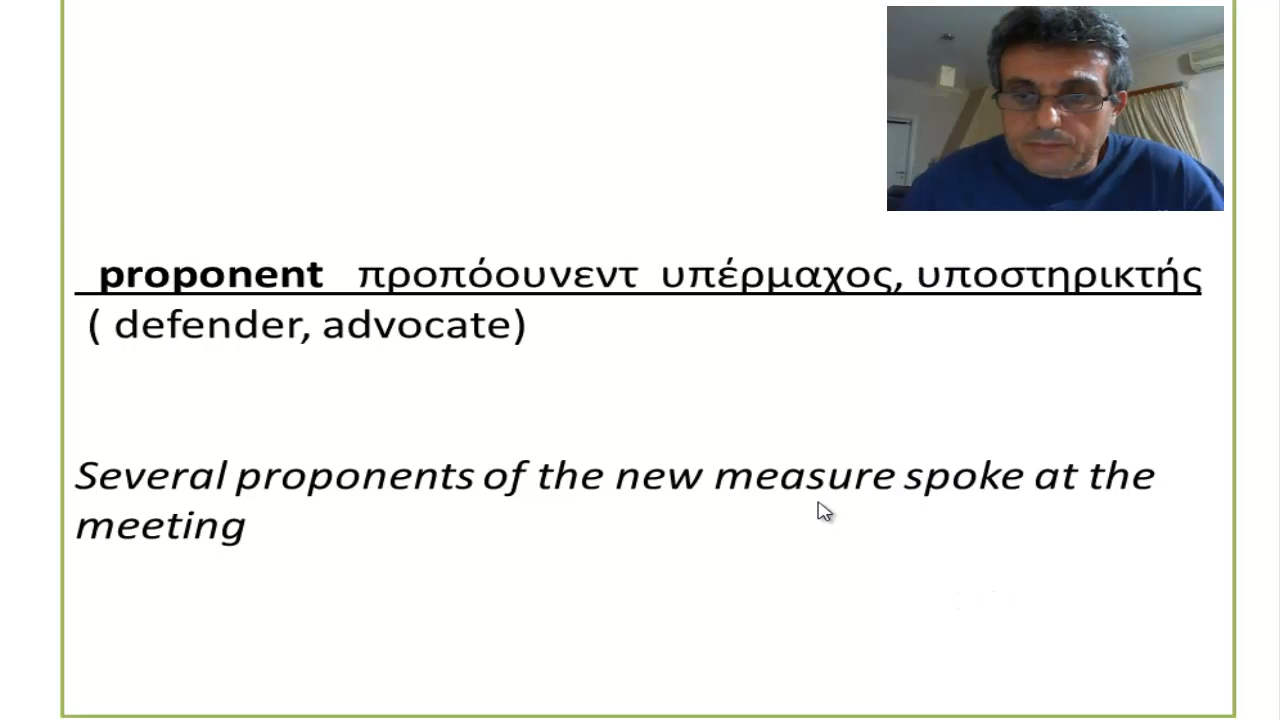 proponent προπόουνεντ υπέρμαχος, υποστηρικτής
( defender, advocate)
Several proponents of the new measure spoke at the
meeting